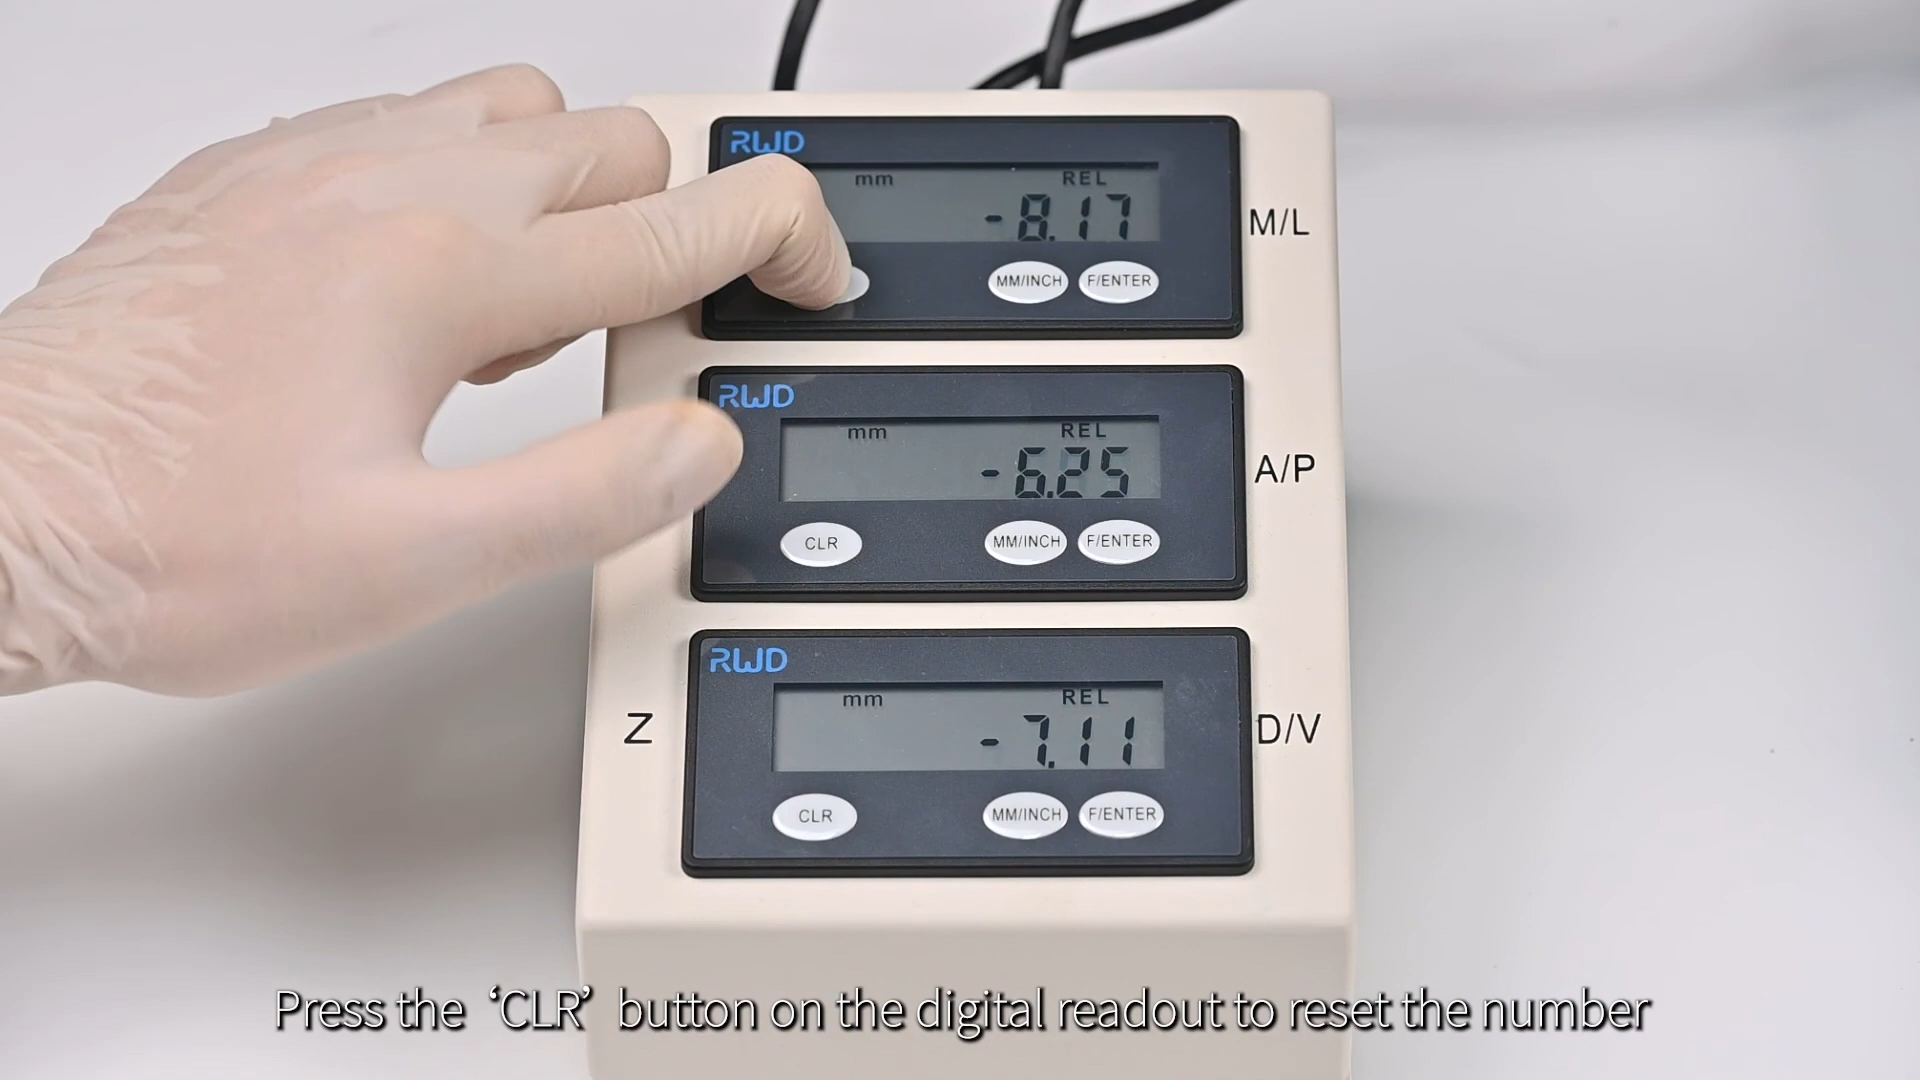 RWD
mm REL
-8.17
M/L
MM/INCH F/ENTER
RWD
mm REL
-6.25
A/P
CLR MM/INCH F/ENTER
RWD
mm REL
Z
-7.11
D/V
CLR MM/INCH F/ENTER
Press the ‘CLR’ button on the digital readout to reset the number